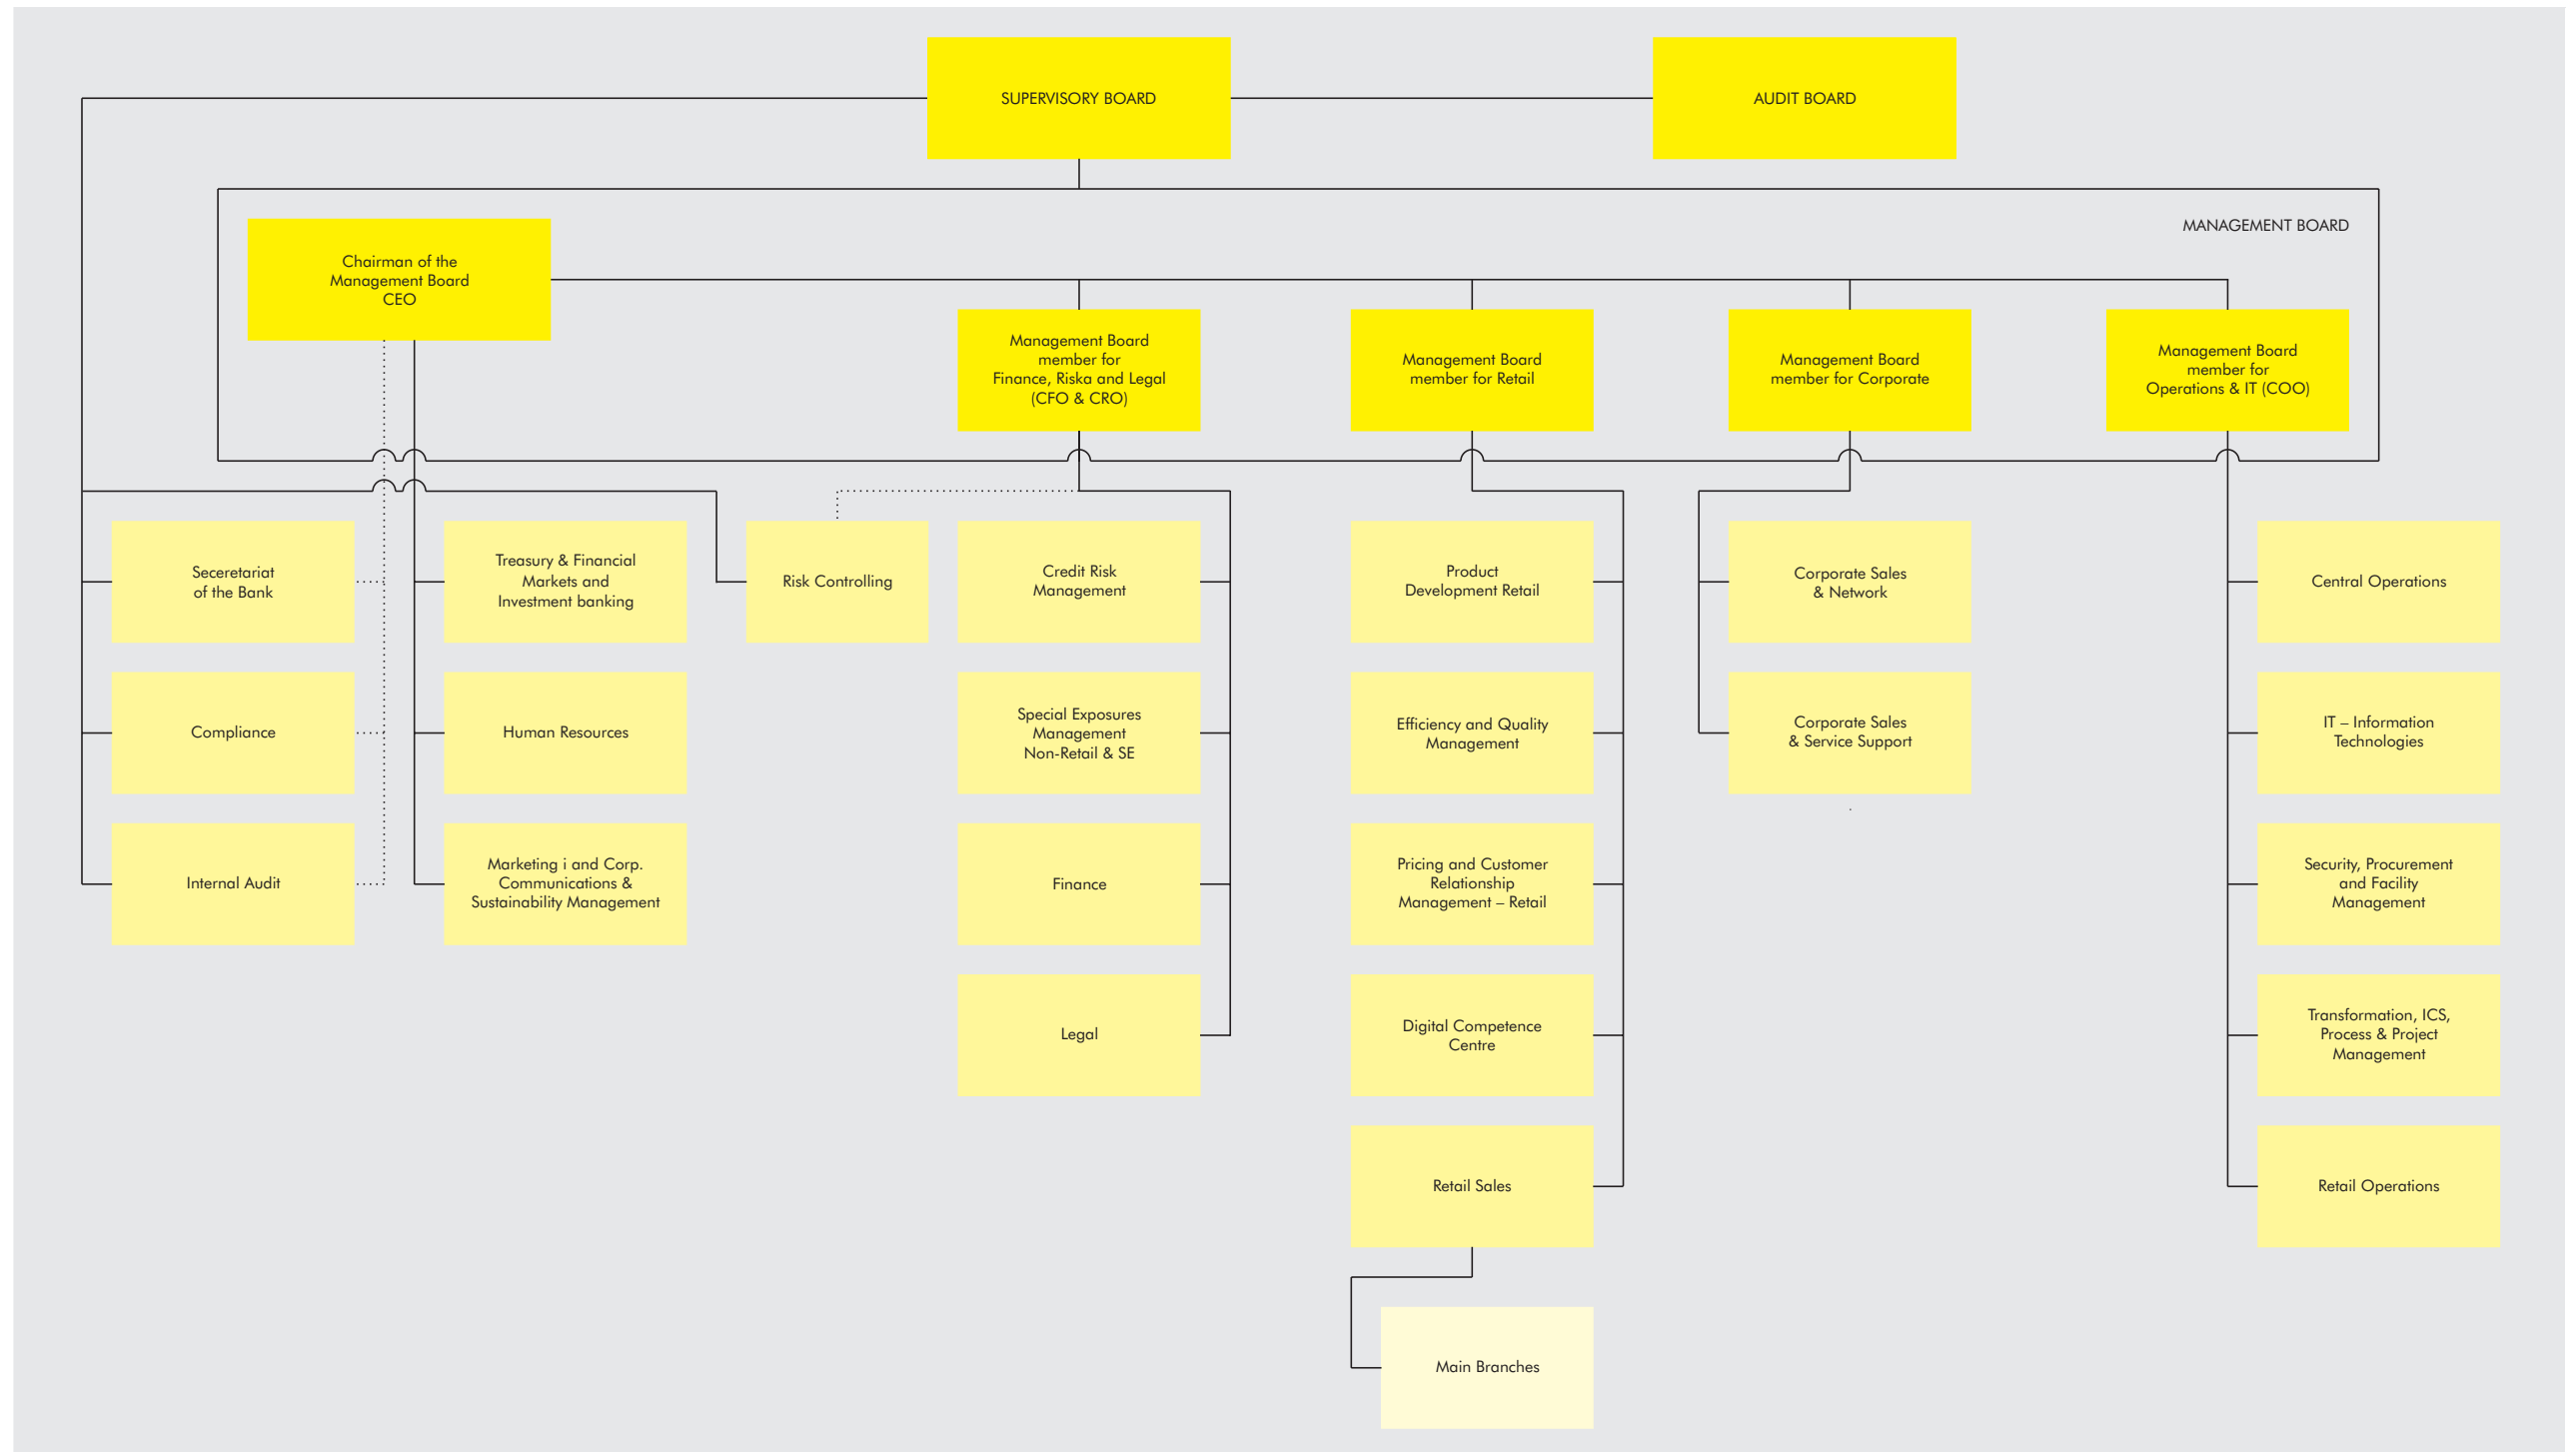 SUPERVISORY BOARD
AUDIT BOARD
MANAGEMENT BOARD
Chairman of the
Management Board
CEO
Management Board
member for
Finance, Riska and Legal
(CFO & CRO)
Management Board
member for Retail
Management Board
member for Corporate
Management Board
member for
Operations & IT (COO)
Seceretariat
of the Bank
Treasury & Financial
Markets and
Investment banking
Risk Controlling
Credit Risk
Management
Product
Development Retail
Corporate Sales
& Network
Central Operations
Compliance
Human Resources
Special Exposures
Management
Non-Retail & SE
Efficiency and Quality
Management
Corporate Sales
& Service Support
IT – Information
Technologies
Internal Audit
Marketing i and Corp.
Communications &
Sustainability Management
Finance
Pricing and Customer
Relationship
Management – Retail
Security, Procurement
and Facility
Management
Legal
Digital Competence
Centre
Transformation, ICS,
Process & Project
Management
Retail Sales
Retail Operations
Main Branches